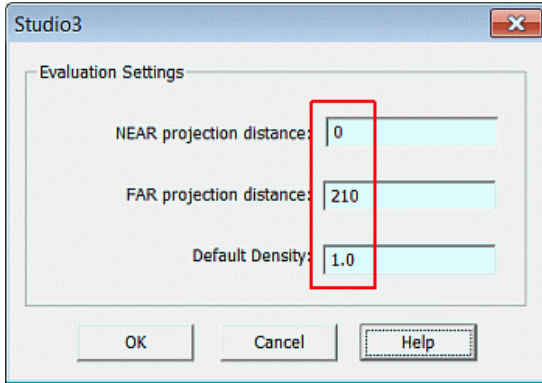 Studio3
Evaluation Settings
NEAR projection distance: 0
FAR projection distance: 210
Default Density: 1.0
OK Cancel Help